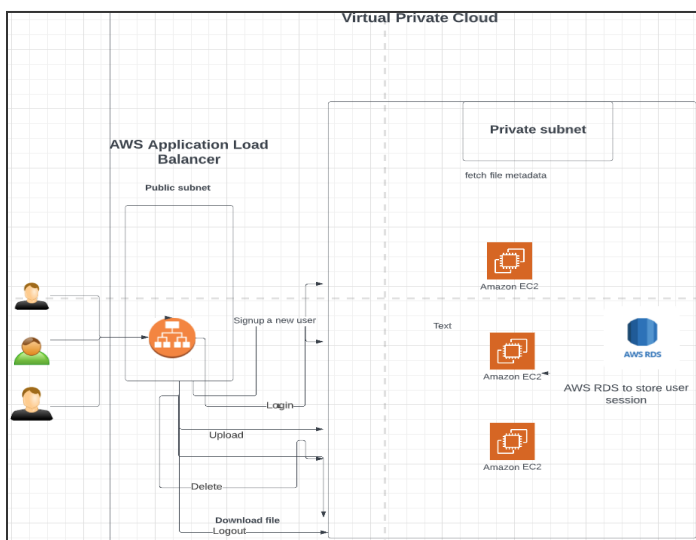 Virtual Private Cloud
AWS Application Load
Balancer
Public subnet
Private subnet
fetch file metadata
Amazon EC2
Signup a new user
Text
AWS RDS
Amazon EC2
AWS RDS to store user
session
Login
Upload
Amazon EC2
Delete
Download file
Logout